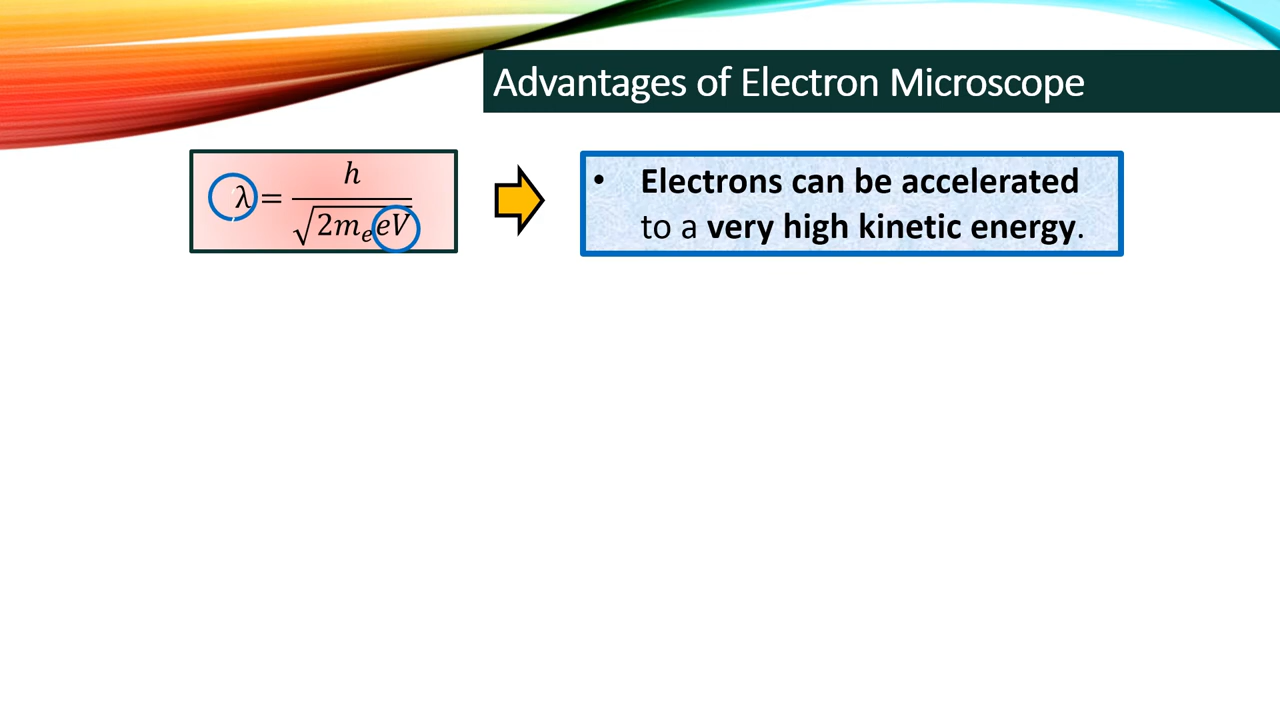 Advantages of Electron Microscope
λ = h / √(2mₑeV)
• Electrons can be accelerated
to a very high kinetic energy.